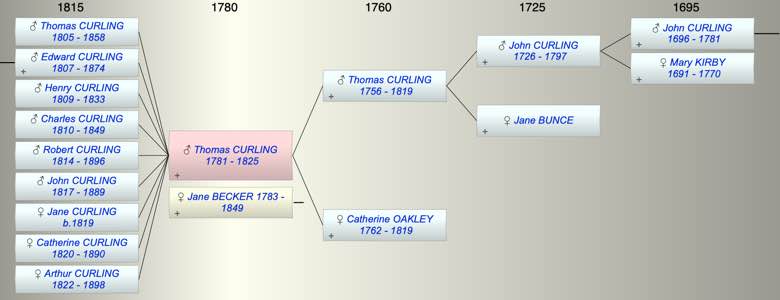 1815
1780
1760
1725
1695
♂ Thomas CURLING
1805 - 1858
♂ Edward CURLING
1807 - 1874
+
♂ Henry CURLING
1809 - 1833
♂ Charles CURLING
1810 - 1849
♂ Robert CURLING
1814 - 1896
♂ John CURLING
1817 - 1889
♀ Jane CURLING
b.1819
♀ Catherine CURLING
1820 - 1890
♀ Arthur CURLING
1822 - 1898
♂ Thomas CURLING
1781 - 1825
+
♀ Jane BECKER 1783 -
1849
+
♂ Thomas CURLING
1756 - 1819
+
♀ Catherine OAKLEY
1762 - 1819
+
♂ John CURLING
1726 - 1797
+
♀ Jane BUNCE
+
♂ John CURLING
1696 - 1781
+
♀ Mary KIRBY
1691 - 1770
+